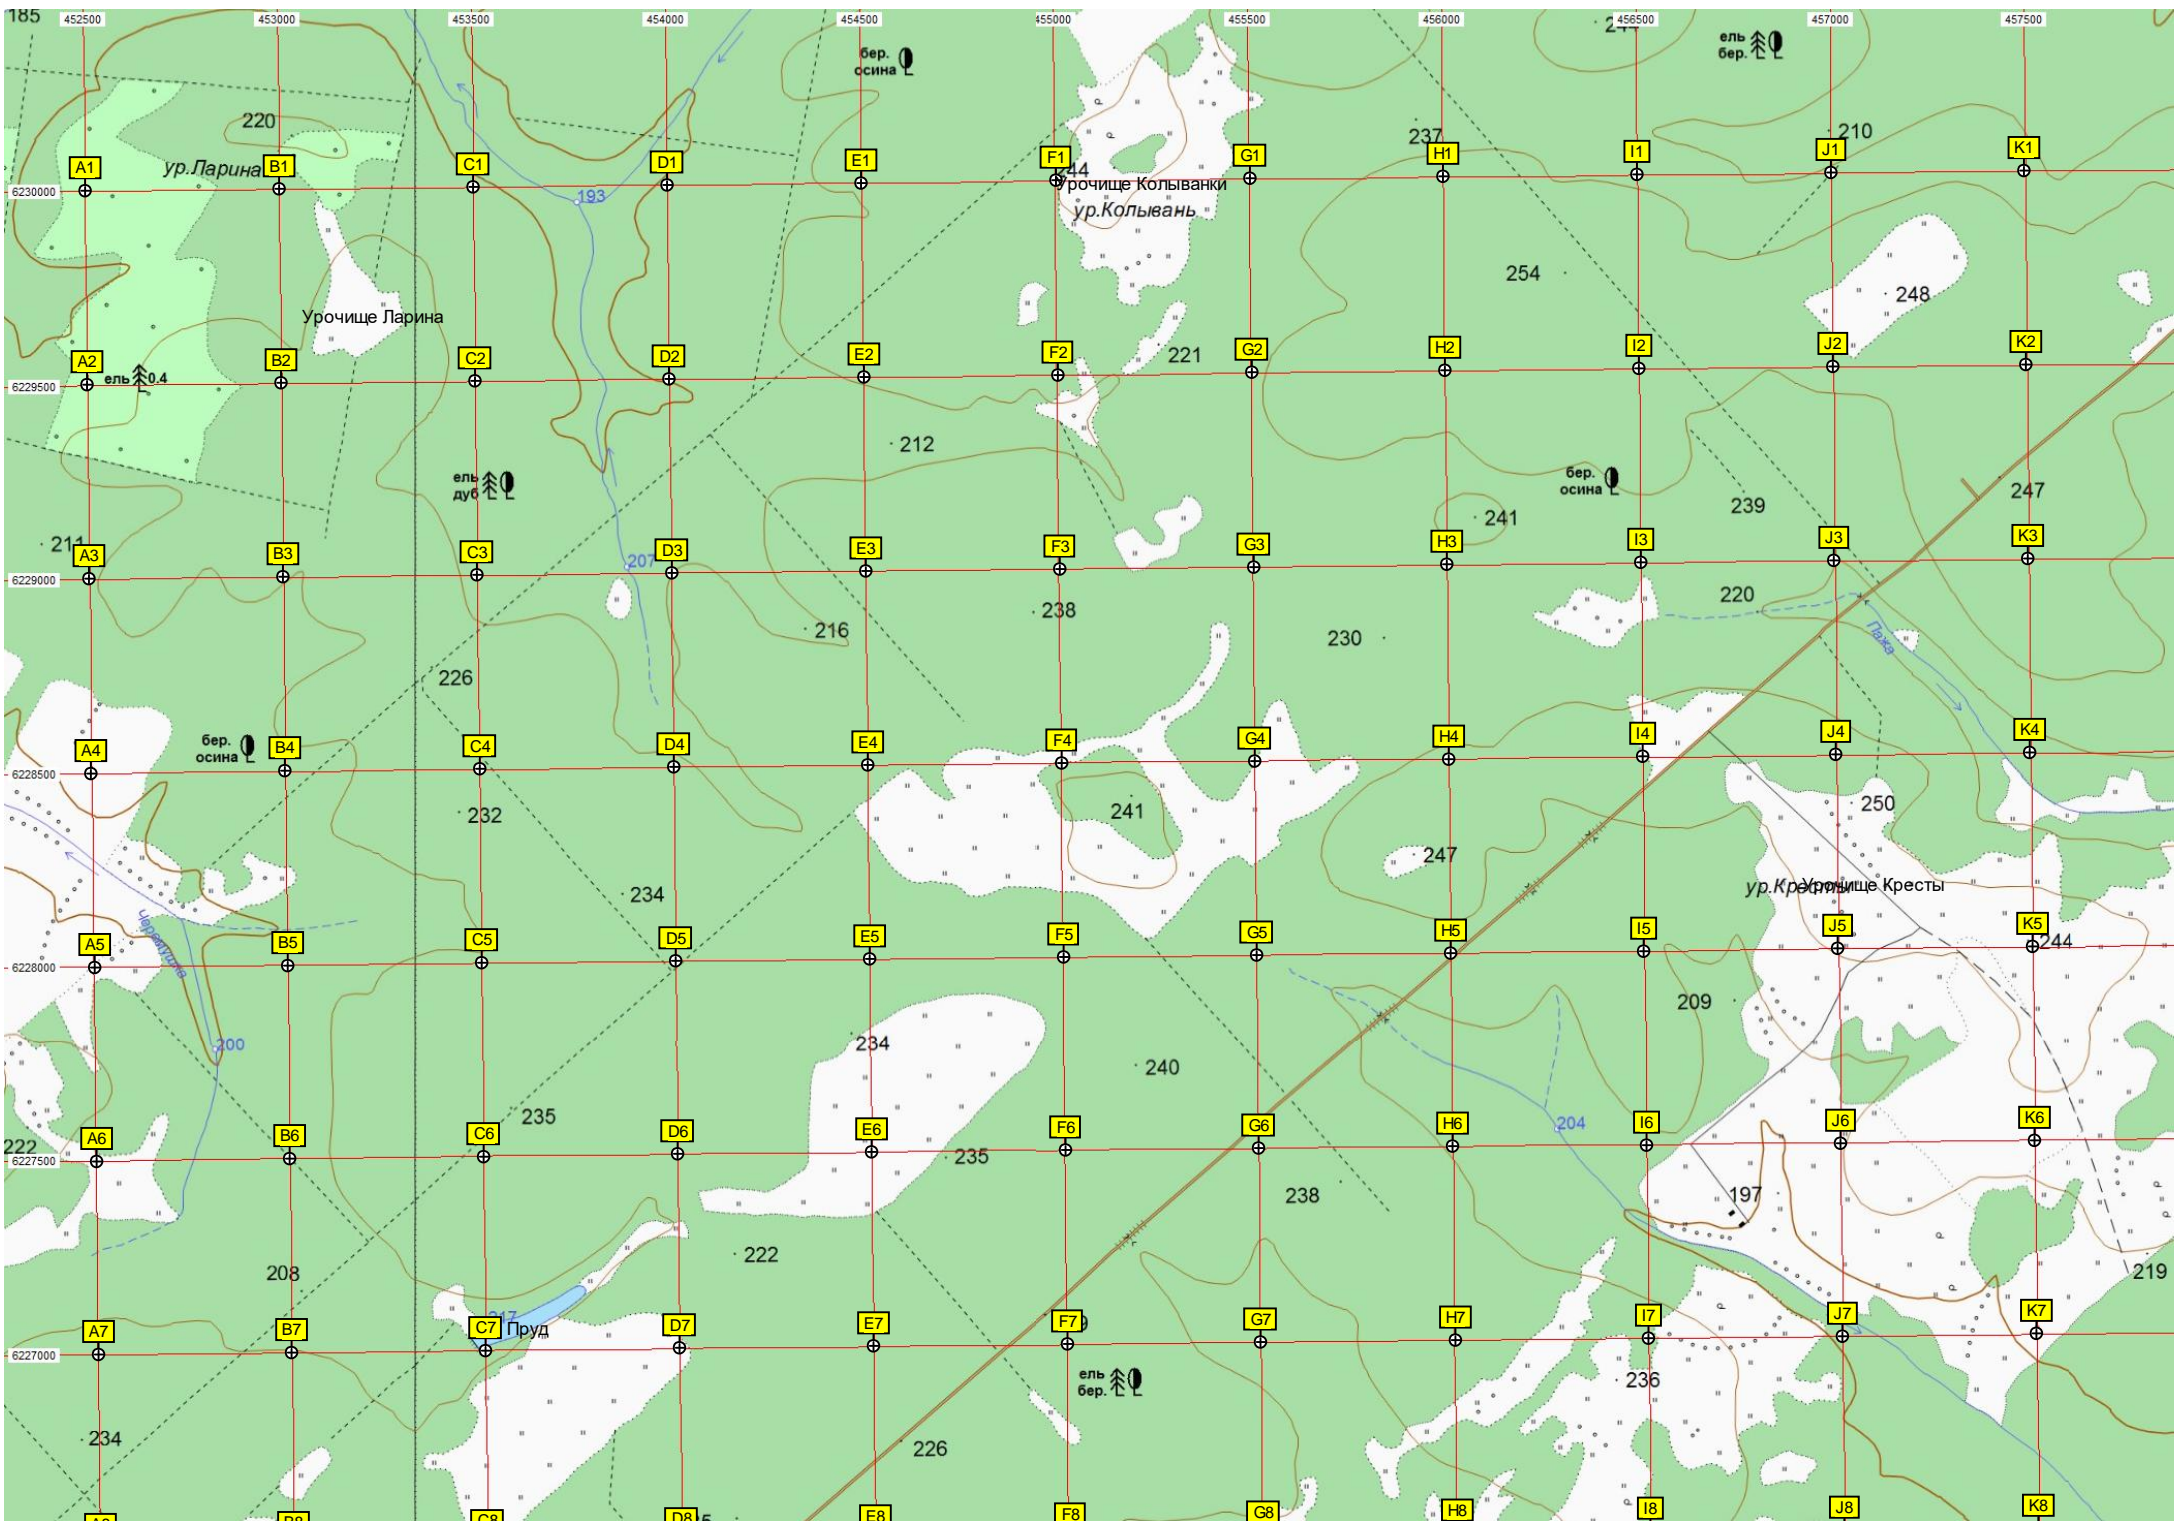 185
452500 453000 453500 454000 454500 455000 455500 456000 456500 457000 457500
бер.
осина
ель
бер.
220
237
210
A1 B1 C1 D1 E1 F1 G1 H1 I1 J1 K1
ур.Ларина
6230000
193
44
Урочище Колыванки
ур.Колывань
254
248
Урочище Ларина
221
A2 B2 C2 D2 E2 F2 G2 H2 I2 J2 K2
ель 0.4
6229500
212
ель
дуб
бер.
осина
241
239
247
211
A3 B3 C3 D3 E3 F3 G3 H3 I3 J3 K3
207
6229000
238
216
230
220
Пажа
226
бер.
осина
A4 B4 C4 D4 E4 F4 G4 H4 I4 J4 K4
6228500
232
241
250
247
234
ур.Кресты
Урочище Кресты
Черемушка
A5 B5 C5 D5 E5 F5 G5 H5 I5 J5 K5
244
6228000
209
200
234
240
235
204
222
A6 B6 C6 D6 E6 F6 G6 H6 I6 J6 K6
6227500
235
238
197
222
208
219
217
Пруд
A7 B7 C7 D7 E7 F7 G7 H7 I7 J7 K7
6227000
ель
бер.
236
234
226
B8 C8 D8 E8 F8 G8 H8 I8 J8 K8